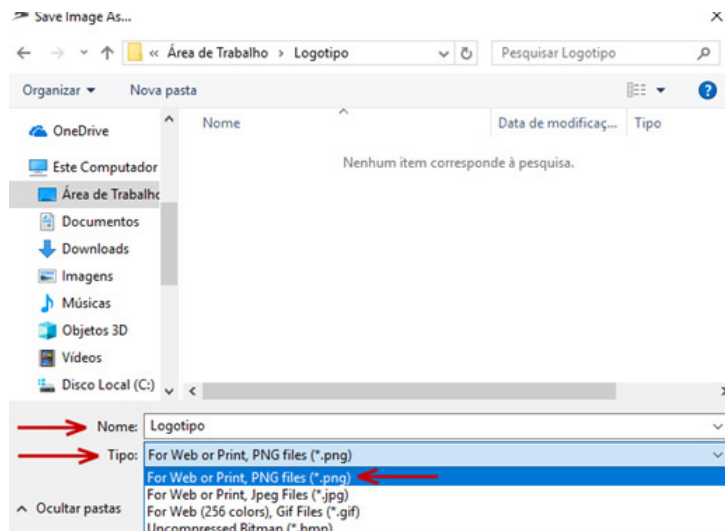 Save Image As...
« Área de Trabalho > Logotipo
Pesquisar Logotipo
Organizar
Nova pasta
Nome
Data de modificaç...
Tipo
Nenhum item corresponde à pesquisa.
OneDrive
Este Computador
Área de Trabalho
Documentos
Downloads
Imagens
Músicas
Objetos 3D
Vídeos
Disco Local (C:)
Nome: Logotipo
Tipo: For Web or Print, PNG files (*.png)
For Web or Print, PNG files (*.png)
For Web or Print, Jpeg Files (*.jpg)
For Web (256 colors), Gif Files (*.gif)
Uncompressed Bitmap (*.bmp)
Ocultar pastas